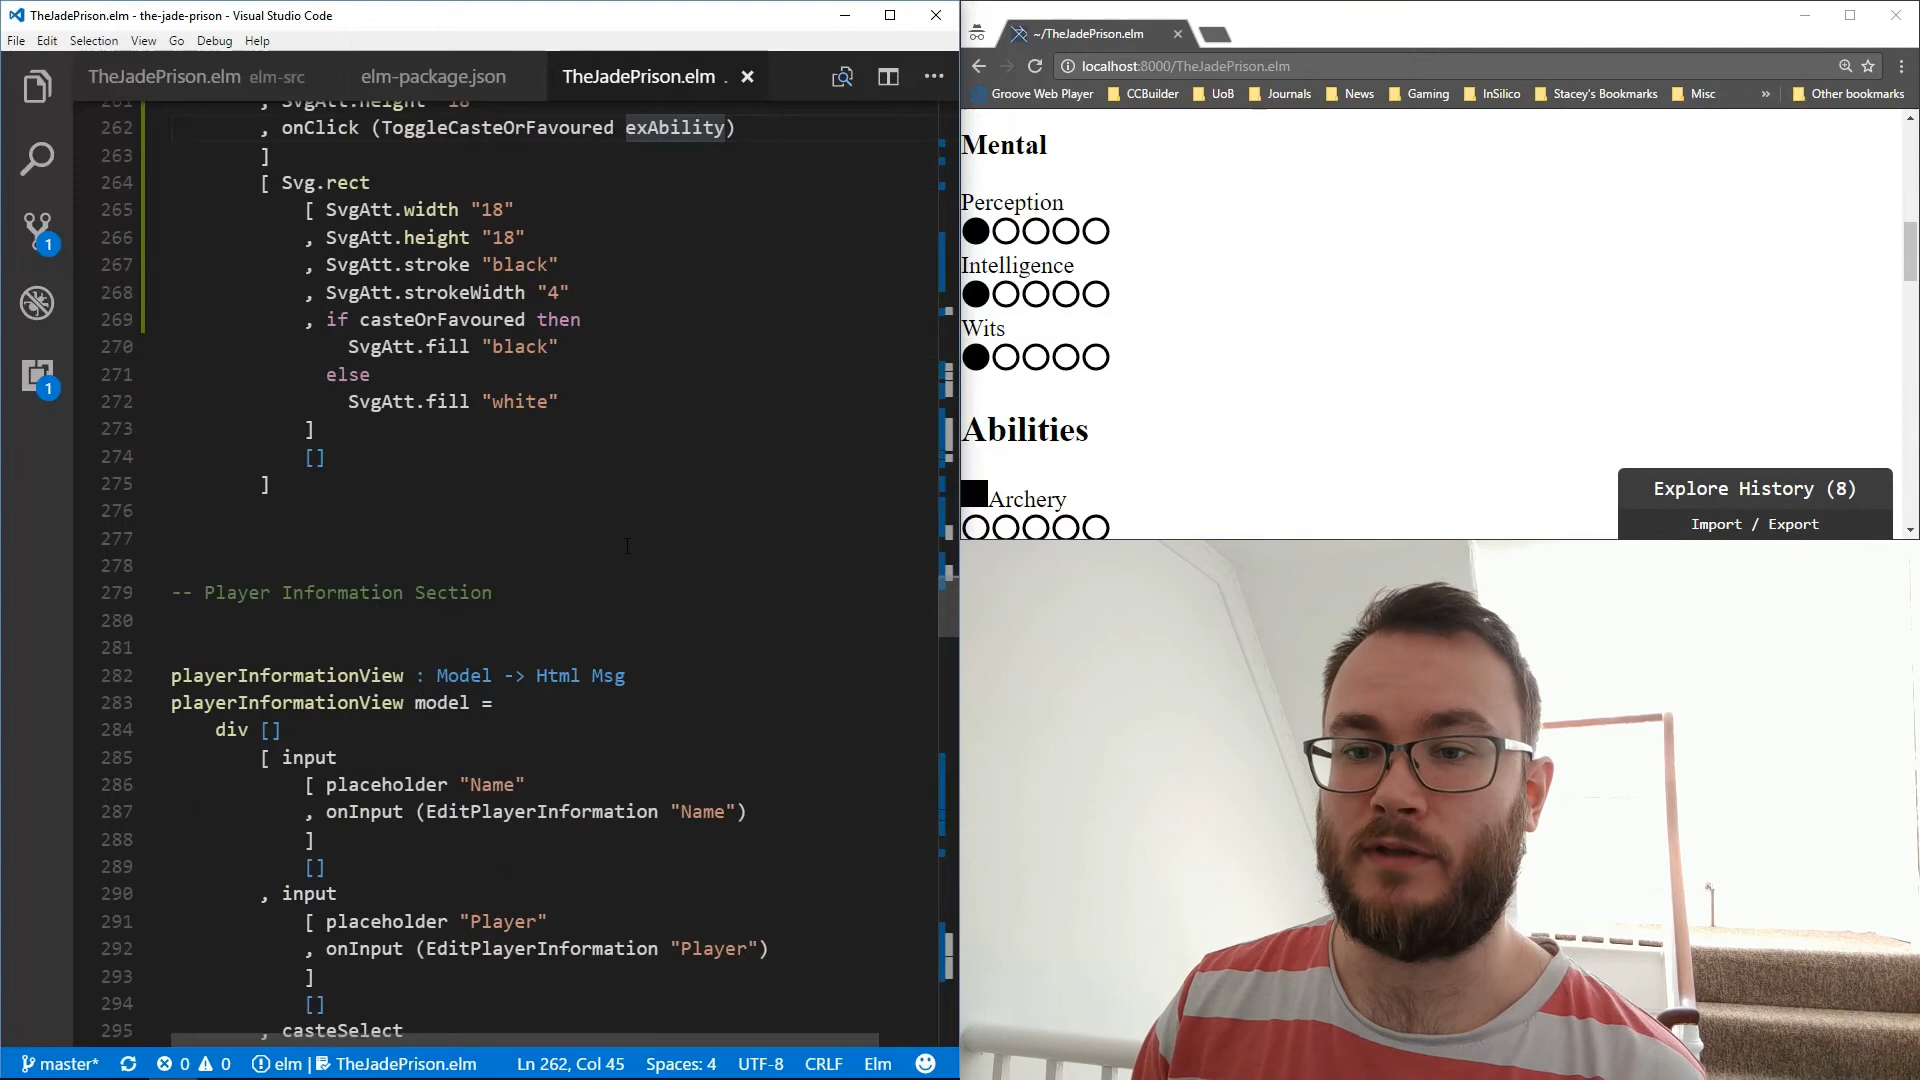 TheJadePrison.elm - the-jade-prison - Visual Studio Code
File Edit Selection View Go Debug Help
TheJadePrison.elm elm-src elm-package.json TheJadePrison.elm .
261 , SvgAtt.height "18"
262 , onClick (ToggleCasteOrFavoured exAbility)
263 ]
264 [ Svg.rect
265 [ SvgAtt.width "18"
266 , SvgAtt.height "18"
267 , SvgAtt.stroke "black"
268 , SvgAtt.strokeWidth "4"
269 , if casteOrFavoured then
270 SvgAtt.fill "black"
271 else
272 SvgAtt.fill "white"
273 ]
274 []
275 ]
276
277
278
279 -- Player Information Section
280
281
282 playerInformationView : Model -> Html Msg
283 playerInformationView model =
284 div []
285 [ input
286 [ placeholder "Name"
287 , onInput (EditPlayerInformation "Name")
288 ]
289 []
290 , input
291 [ placeholder "Player"
292 , onInput (EditPlayerInformation "Player")
293 ]
294 []
295 , casteSelect
1
1
master* 0 0 elm | TheJadePrison.elm Ln 262, Col 45 Spaces: 4 UTF-8 CRLF Elm
~/TheJadePrison.elm
localhost:8000/TheJadePrison.elm
Groove Web Player CCBuilder UoB Journals News Gaming InSilico Stacey's Bookmarks Misc » Other bookmarks
Mental
Perception
Intelligence
Wits
Abilities
Archery
Explore History (8)
Import / Export